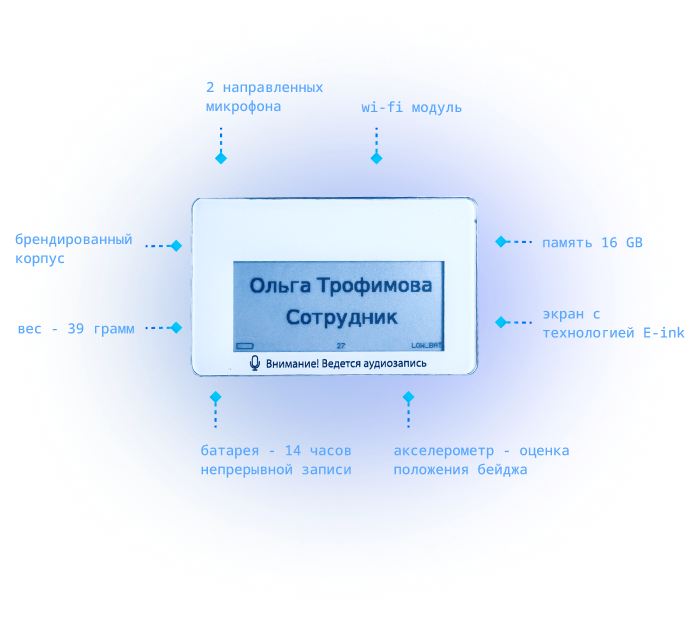 2 направленных
микрофона
wi-fi модуль
брендированный
корпус
память 16 GB
Ольга Трофимова
Сотрудник
27
LOW_BAT
вес - 39 грамм
экран с
технологией E-ink
Внимание! Ведется аудиозапись
батарея - 14 часов
непрерывной записи
акселерометр - оценка
положения бейджа